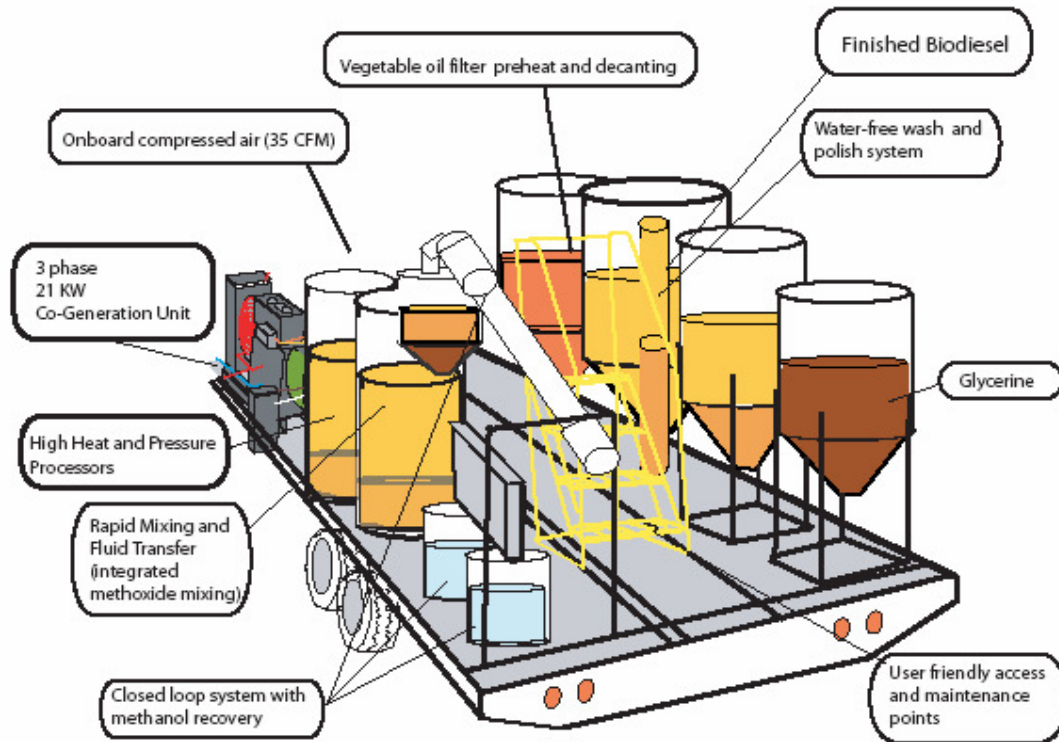 Finished Biodiesel
Vegetable oil filter preheat and decanting
Water-free wash and
polish system
Onboard compressed air (35 CFM)
3 phase
21 KW
Co-Generation Unit
Glycerine
High Heat and Pressure
Processors
Rapid Mixing and
Fluid Transfer
(integrated
methoxide mixing)
Closed loop system with
methanol recovery
User friendly access
and maintenance
points